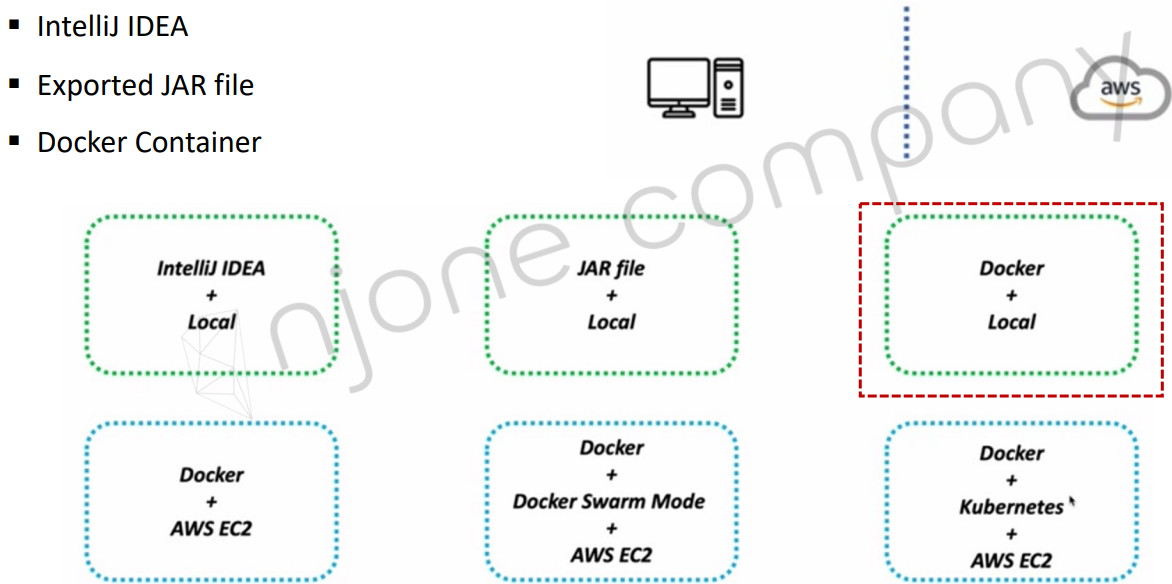 IntelliJ IDEA
Exported JAR file
Docker Container
aws
njone company
IntelliJ IDEA
+
Local
JAR file
+
Local
Docker
+
Local
Docker
+
AWS EC2
Docker
+
Docker Swarm Mode
+
AWS EC2
Docker
+
Kubernetes
+
AWS EC2